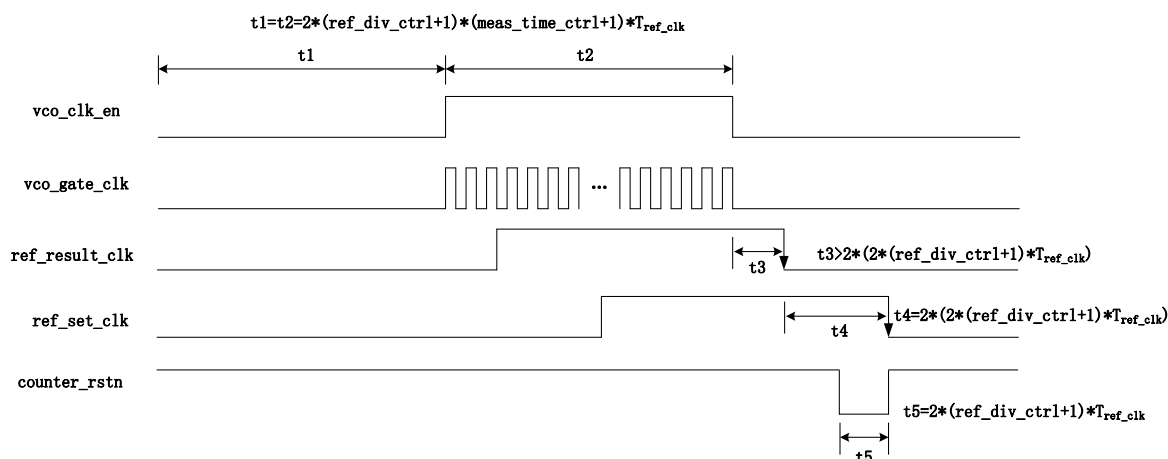 t1=t2=2*(ref_div_ctrl+1)*(meas_time_ctrl+1)*Tref_clk
t1
t2
vco_clk_en
vco_gate_clk
...
ref_result_clk
t3
t3>2*(2*(ref_div_ctrl+1)*Tref_clk)
ref_set_clk
t4
t4=2*(2*(ref_div_ctrl+1)*Tref_clk)
counter_rstn
t5=2*(ref_div_ctrl+1)*Tref_clk
t5